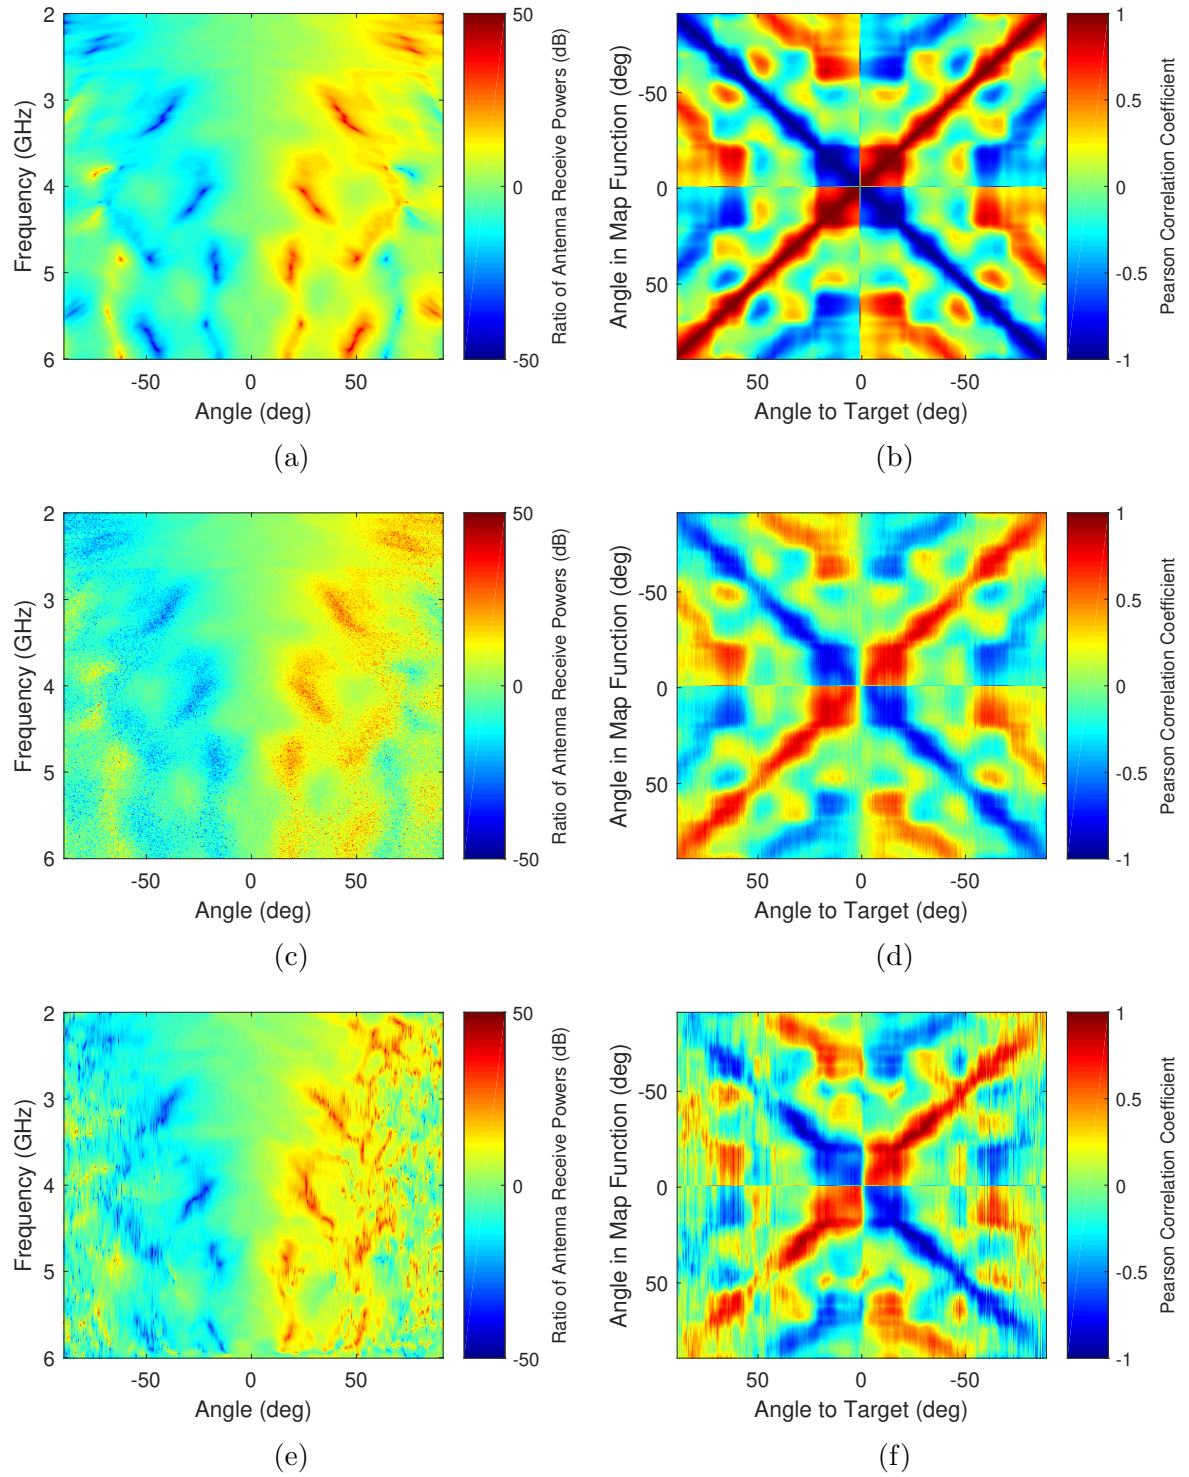 2
3
4
5
6
Frequency (GHz)
-50
0
50
Angle (deg)
50
0
-50
Ratio of Antenna Receive Powers (dB)
(a)
-50
0
50
Angle in Map Function (deg)
50
0
-50
Angle to Target (deg)
1
0.5
0
-0.5
-1
Pearson Correlation Coefficient
(b)
2
3
4
5
6
Frequency (GHz)
-50
0
50
Angle (deg)
50
0
-50
Ratio of Antenna Receive Powers (dB)
(c)
-50
0
50
Angle in Map Function (deg)
50
0
-50
Angle to Target (deg)
1
0.5
0
-0.5
-1
Pearson Correlation Coefficient
(d)
2
3
4
5
6
Frequency (GHz)
-50
0
50
Angle (deg)
50
0
-50
Ratio of Antenna Receive Powers (dB)
(e)
-50
0
50
Angle in Map Function (deg)
50
0
-50
Angle to Target (deg)
1
0.5
0
-0.5
-1
Pearson Correlation Coefficient
(f)